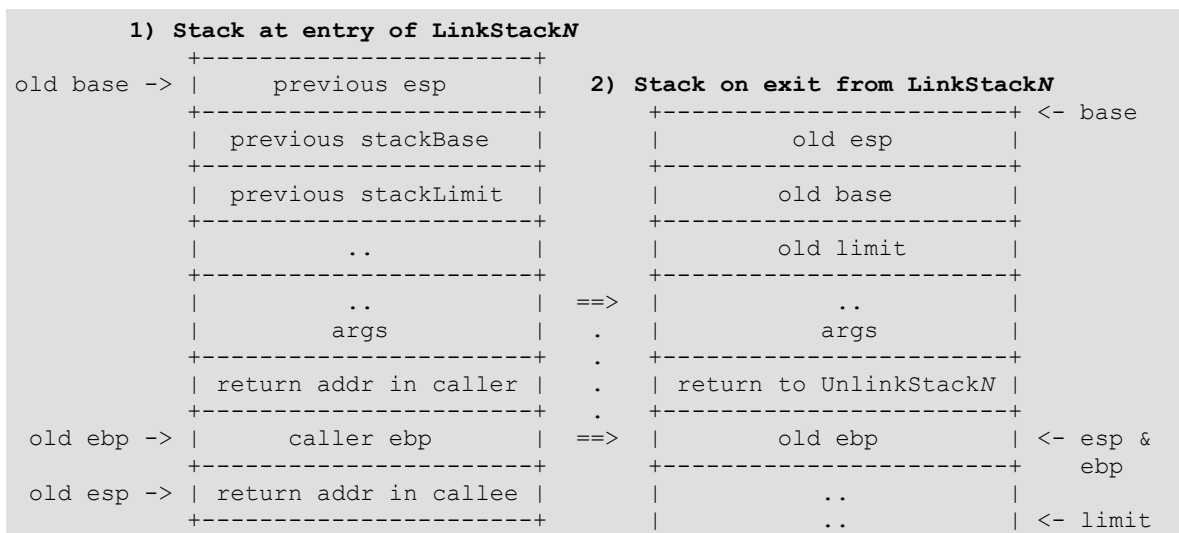 1) Stack at entry of LinkStackN
+-----------------------+
old base -> |     previous esp      |   2) Stack on exit from LinkStackN
+-----------------------+       +-----------------------+ <- base
|  previous stackBase   |       |        old esp        |
+-----------------------+       +-----------------------+
|  previous stackLimit  |       |       old base        |
+-----------------------+       +-----------------------+
|          ..           |       |       old limit       |
+-----------------------+       +-----------------------+
|          ..           |  ==>  |          ..           |
|         args          |   .   |         args          |
+-----------------------+   .   +-----------------------+
| return addr in caller |   .   | return to UnlinkStackN |
+-----------------------+   .   +-----------------------+
old ebp -> |      caller ebp       |  ==>  |        old ebp        | <- esp &
+-----------------------+       +-----------------------+    ebp
old esp -> | return addr in callee |       |          ..           |
+-----------------------+       |          ..           | <- limit